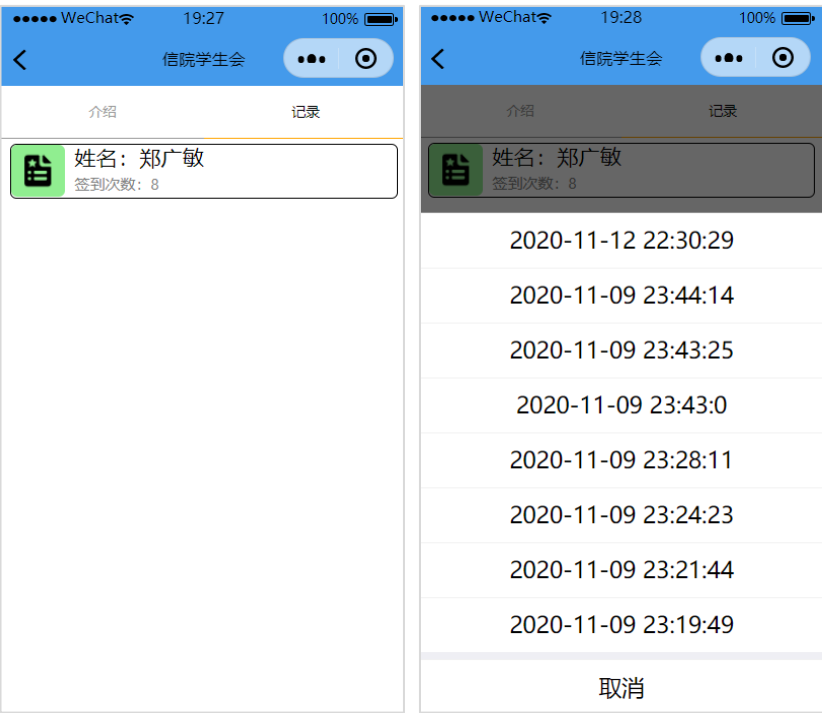 WeChat 19:27 100%
信院学生会
介绍 记录
姓名：郑广敏
签到次数：8
WeChat 19:28 100%
信院学生会
介绍 记录
姓名：郑广敏
签到次数：8
2020-11-12 22:30:29
2020-11-09 23:44:14
2020-11-09 23:43:25
2020-11-09 23:43:0
2020-11-09 23:28:11
2020-11-09 23:24:23
2020-11-09 23:21:44
2020-11-09 23:19:49
取消